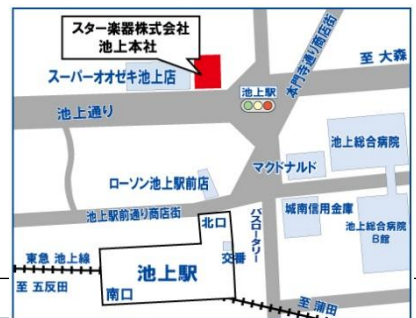 スター楽器株式会社
池上本社
スーパーオオゼキ池上店
池上駅
本門寺通り商店街
至 大森
池上通り
池上総合病院
マクドナルド
ローソン池上駅前店
池上駅前通り商店街
北口
バスロータリー
城南信用金庫
池上総合病院
B館
交番
東急 池上線
池上駅
至 五反田
南口
至 蒲田